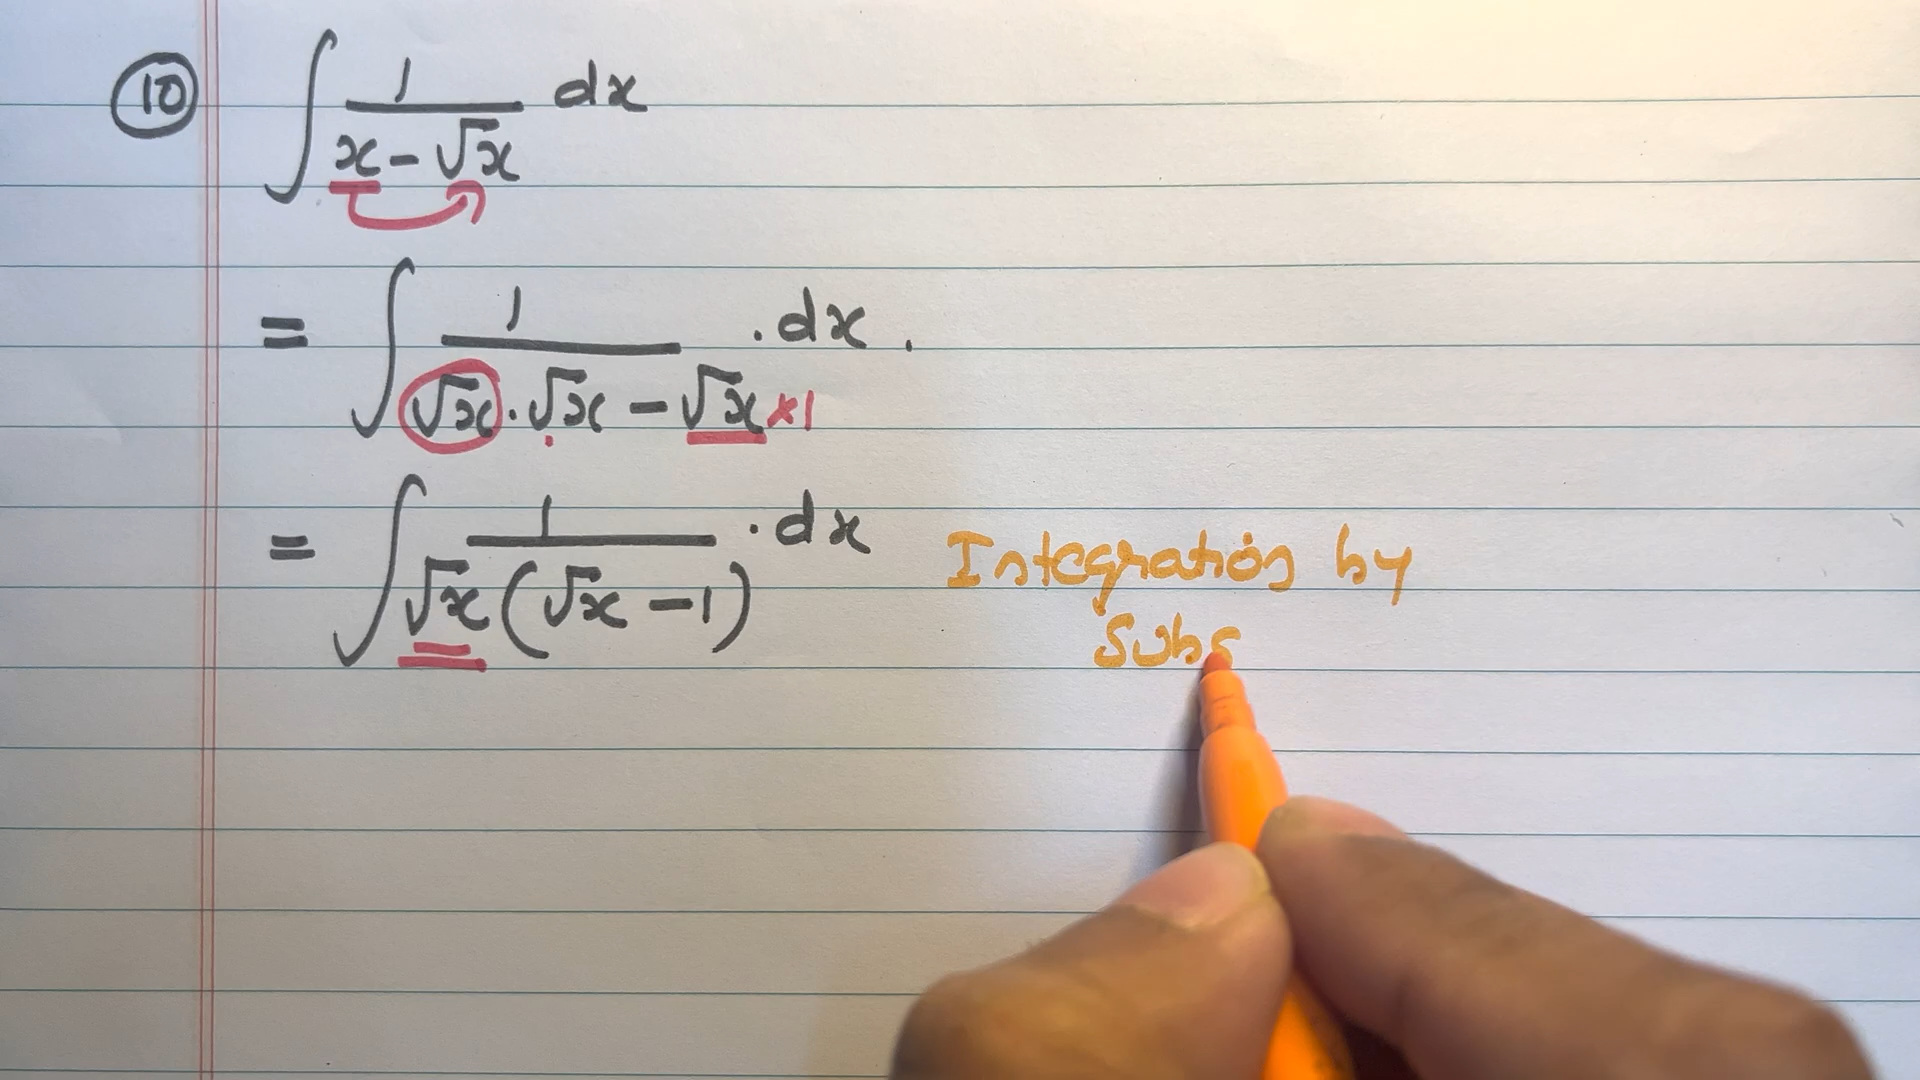 ⑩ ∫ 1/(x - √x) dx
= ∫ 1/(√x · √x - √x × 1) . dx .
= ∫ 1/(√x (√x - 1)) · dx
Integration by
Subs